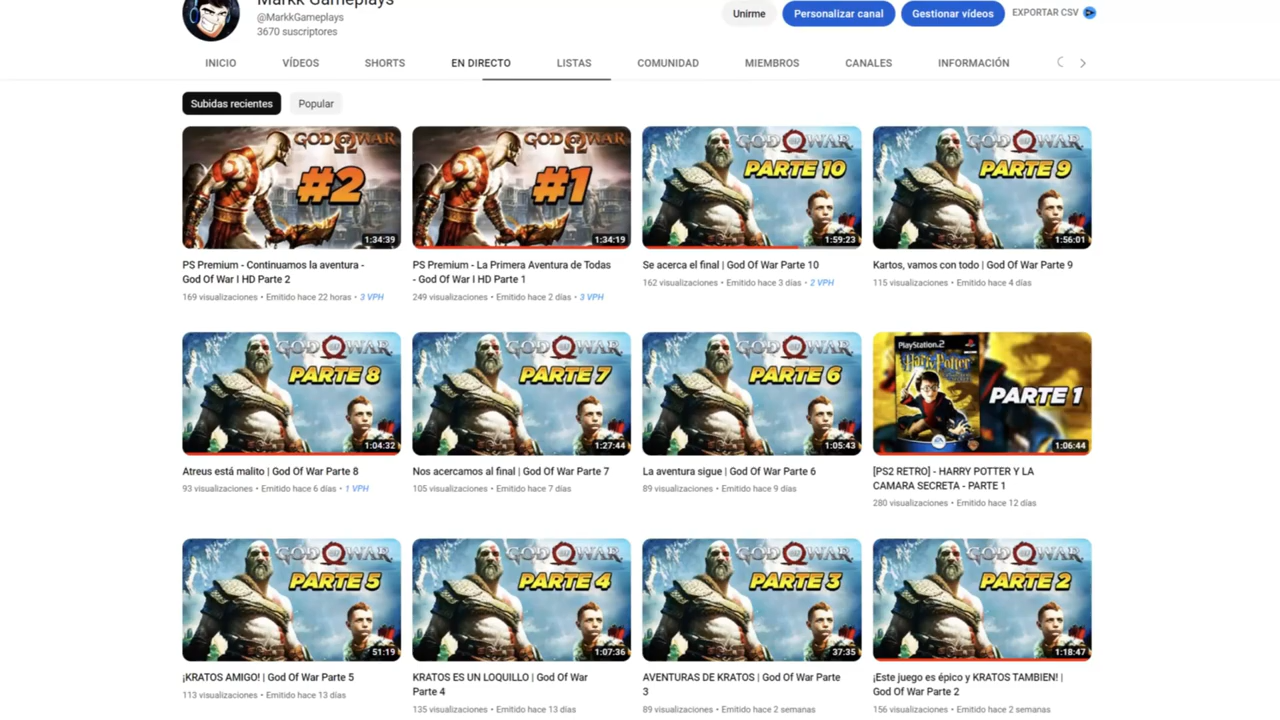 Markk Gameplays
@MarkkGameplays
3670 suscriptores
Unirme
Personalizar canal
Gestionar vídeos
EXPORTAR CSV
INICIO
VÍDEOS
SHORTS
EN DIRECTO
LISTAS
COMUNIDAD
MIEMBROS
CANALES
INFORMACIÓN
Subidas recientes
Popular
GOD OF WAR
#2
1:34:39
GOD OF WAR
#1
1:34:19
GOD OF WAR
PARTE 10
1:59:23
GOD OF WAR
PARTE 9
1:56:01
PS Premium - Continuamos la aventura -
God Of War I HD Parte 2
169 visualizaciones • Emitido hace 22 horas • 3 VPH
PS Premium - La Primera Aventura de Todas
- God Of War I HD Parte 1
249 visualizaciones • Emitido hace 2 días • 3 VPH
Se acerca el final | God Of War Parte 10
162 visualizaciones • Emitido hace 3 días • 2 VPH
Kartos, vamos con todo | God Of War Parte 9
115 visualizaciones • Emitido hace 4 días
GOD OF WAR
PARTE 8
1:04:32
GOD OF WAR
PARTE 7
1:27:44
GOD OF WAR
PARTE 6
1:05:43
PlayStation.2
Harry Potter
EA
PARTE 1
1:06:44
Atreus está malito | God Of War Parte 8
93 visualizaciones • Emitido hace 6 días • 1 VPH
Nos acercamos al final | God Of War Parte 7
105 visualizaciones • Emitido hace 7 días
La aventura sigue | God Of War Parte 6
89 visualizaciones • Emitido hace 9 días
[PS2 RETRO] - HARRY POTTER Y LA
CAMARA SECRETA - PARTE 1
280 visualizaciones • Emitido hace 12 días
GOD OF WAR
PARTE 5
51:19
GOD OF WAR
PARTE 4
1:07:36
GOD OF WAR
PARTE 3
37:35
GOD OF WAR
PARTE 2
1:18:47
¡KRATOS AMIGO! | God Of War Parte 5
113 visualizaciones • Emitido hace 13 días
KRATOS ES UN LOQUILLO | God Of War
Parte 4
135 visualizaciones • Emitido hace 13 días
AVENTURAS DE KRATOS | God Of War Parte
3
89 visualizaciones • Emitido hace 2 semanas
¡Este juego es épico y KRATOS TAMBIEN! |
God Of War Parte 2
156 visualizaciones • Emitido hace 2 semanas